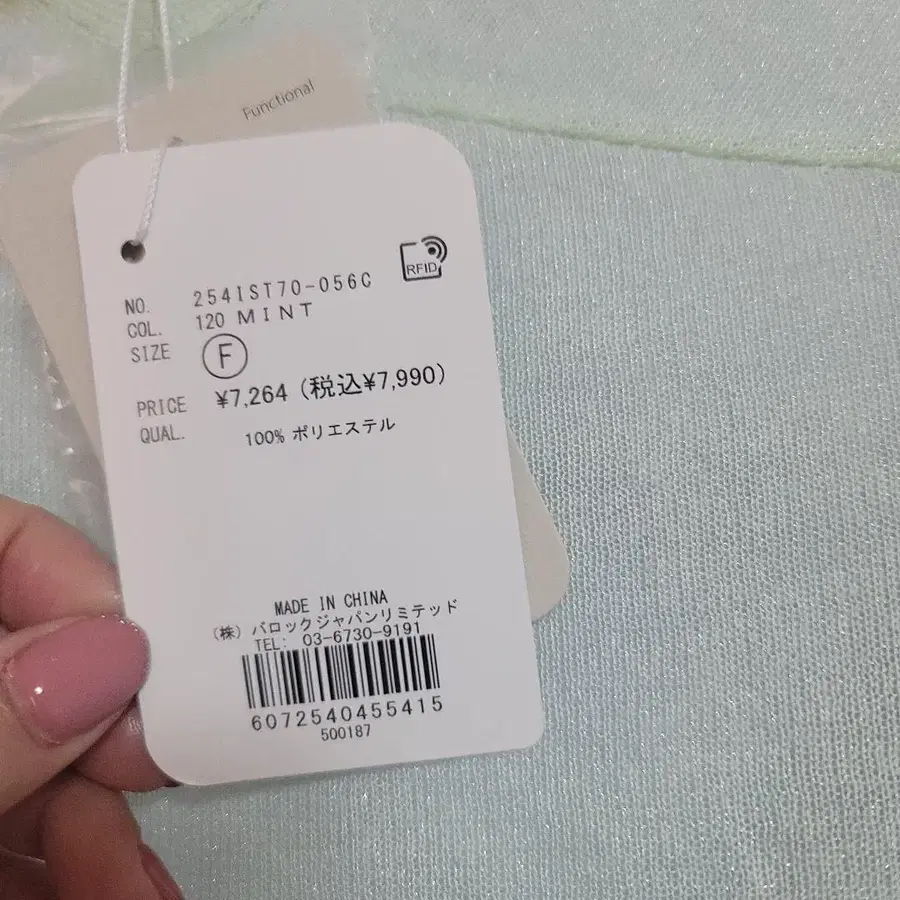 Functional
RFID
NO. 254IST70-056C
COL. 120 MINT
SIZE F
PRICE ¥7,264 (税込¥7,990)
QUAL. 100% ポリエステル
MADE IN CHINA
(株) バロックジャパンリミテッド
TEL: 03-6730-9191
6072540455415
500187